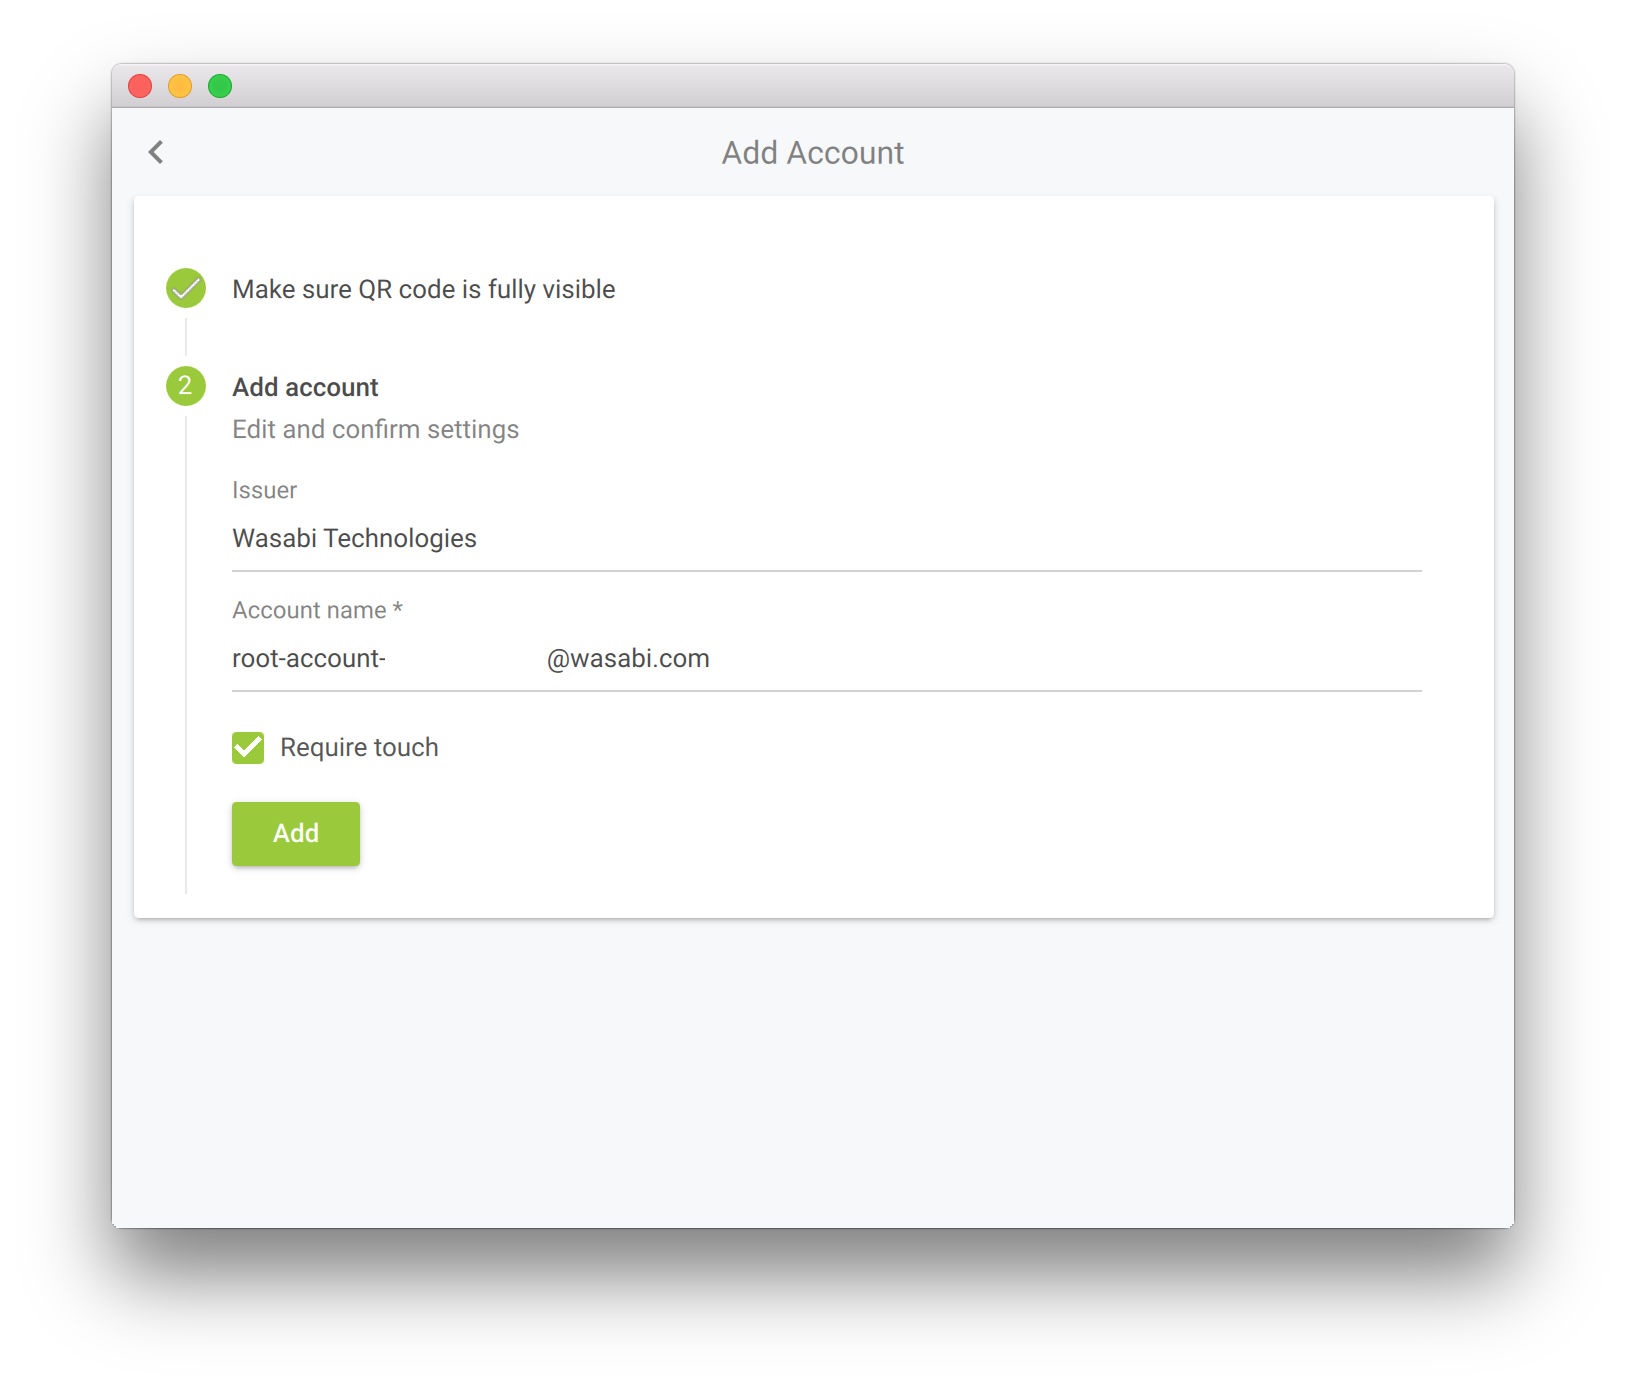 Add Account
Make sure QR code is fully visible
2
Add account
Edit and confirm settings
Issuer
Wasabi Technologies
Account name *
root-account- @wasabi.com
Require touch
Add